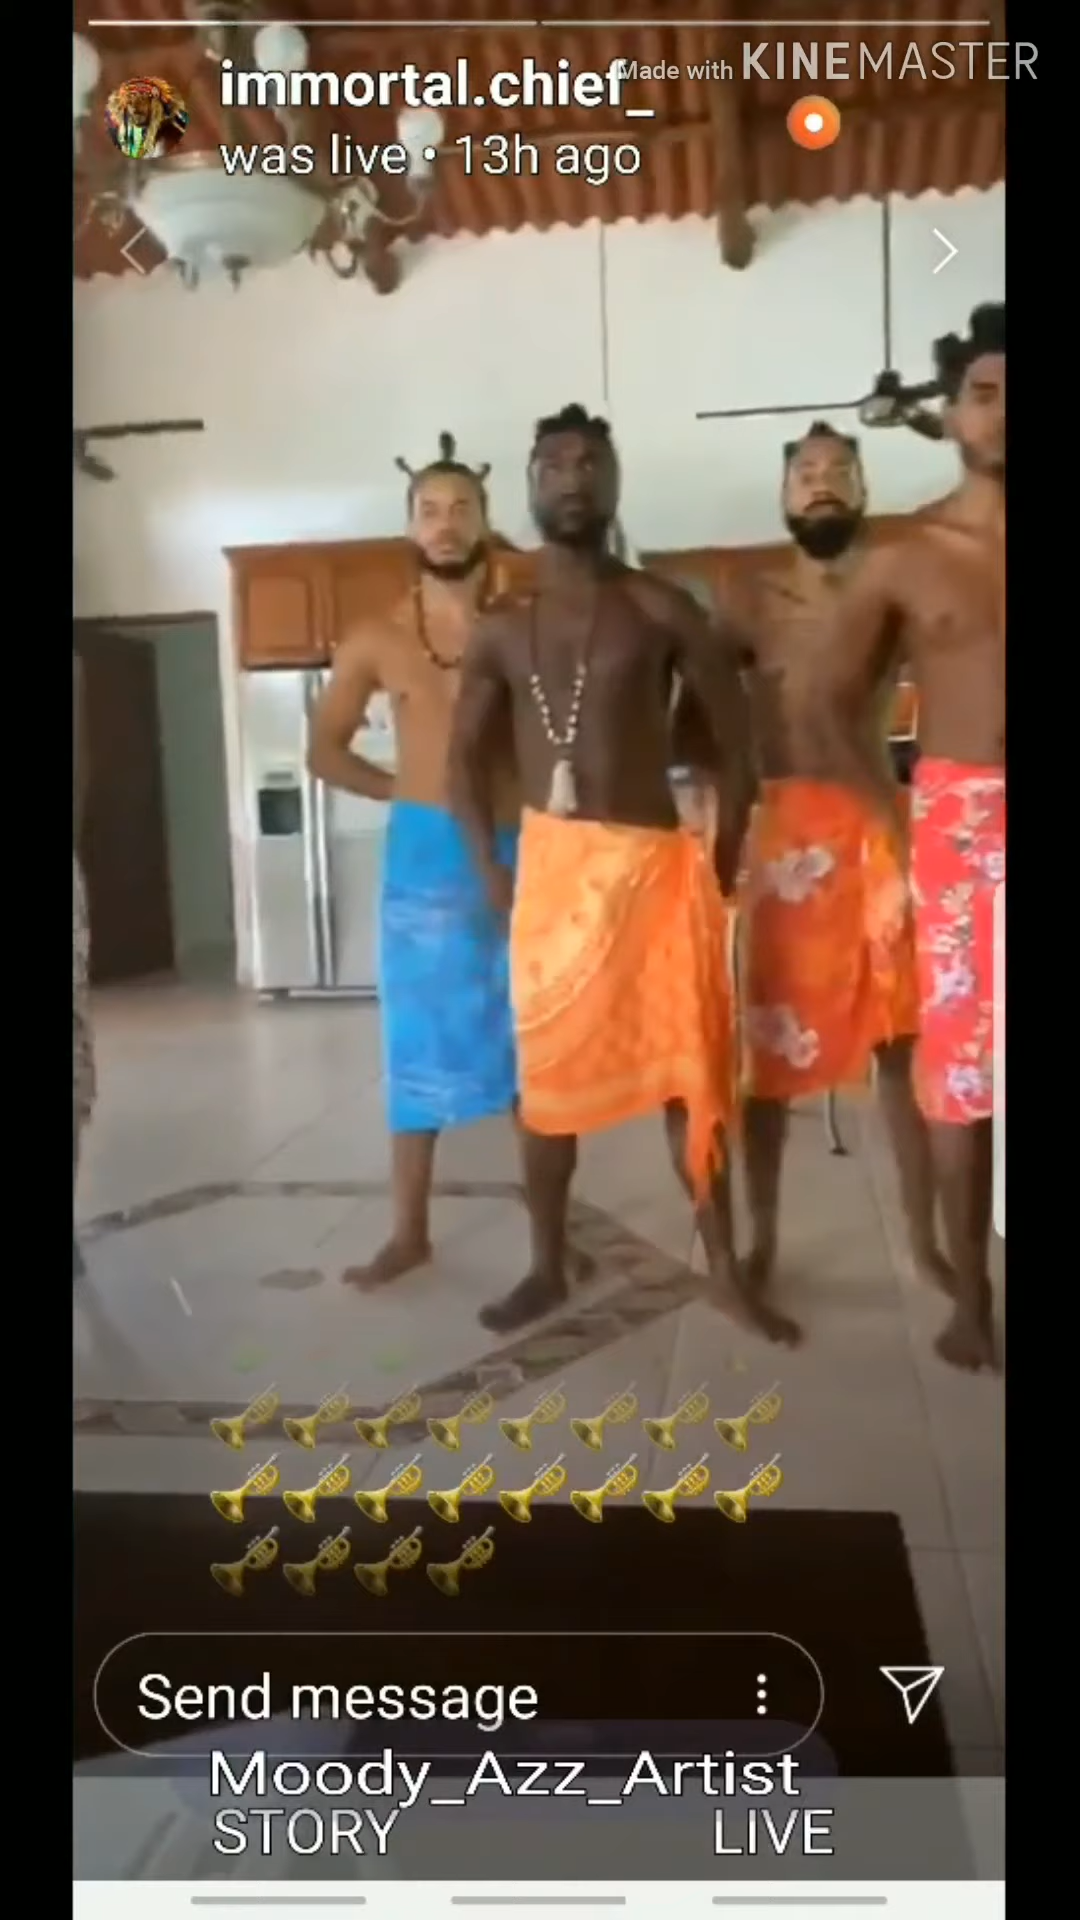 immortal.chief_
Made with KINEMASTER
was live • 13h ago
Send message
Moody_Azz_Artist
STORY LIVE